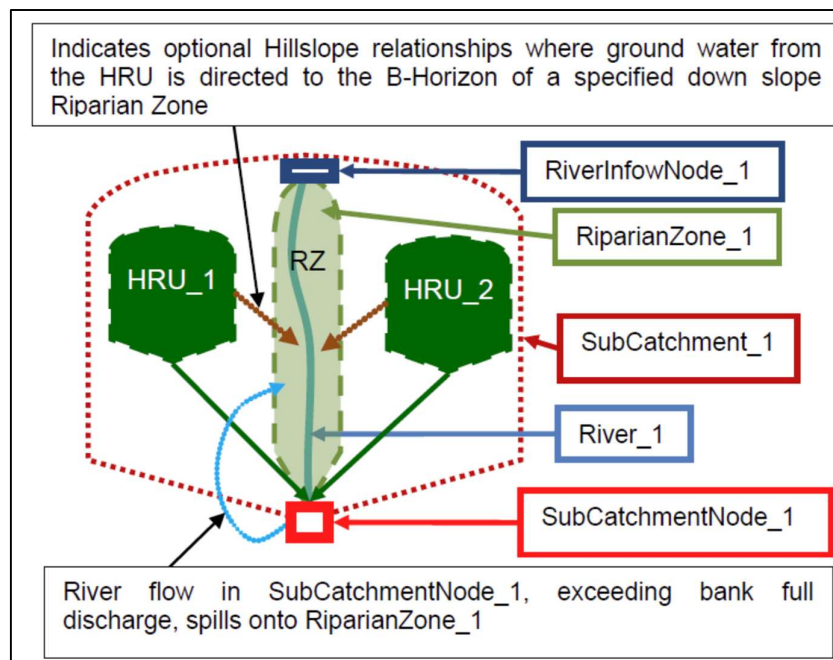 Indicates optional Hillslope relationships where ground water from
the HRU is directed to the B-Horizon of a specified down slope
Riparian Zone
RiverInfowNode_1
RZ
RiparianZone_1
HRU_1
HRU_2
SubCatchment_1
River_1
SubCatchmentNode_1
River flow in SubCatchmentNode_1, exceeding bank full
discharge, spills onto RiparianZone_1